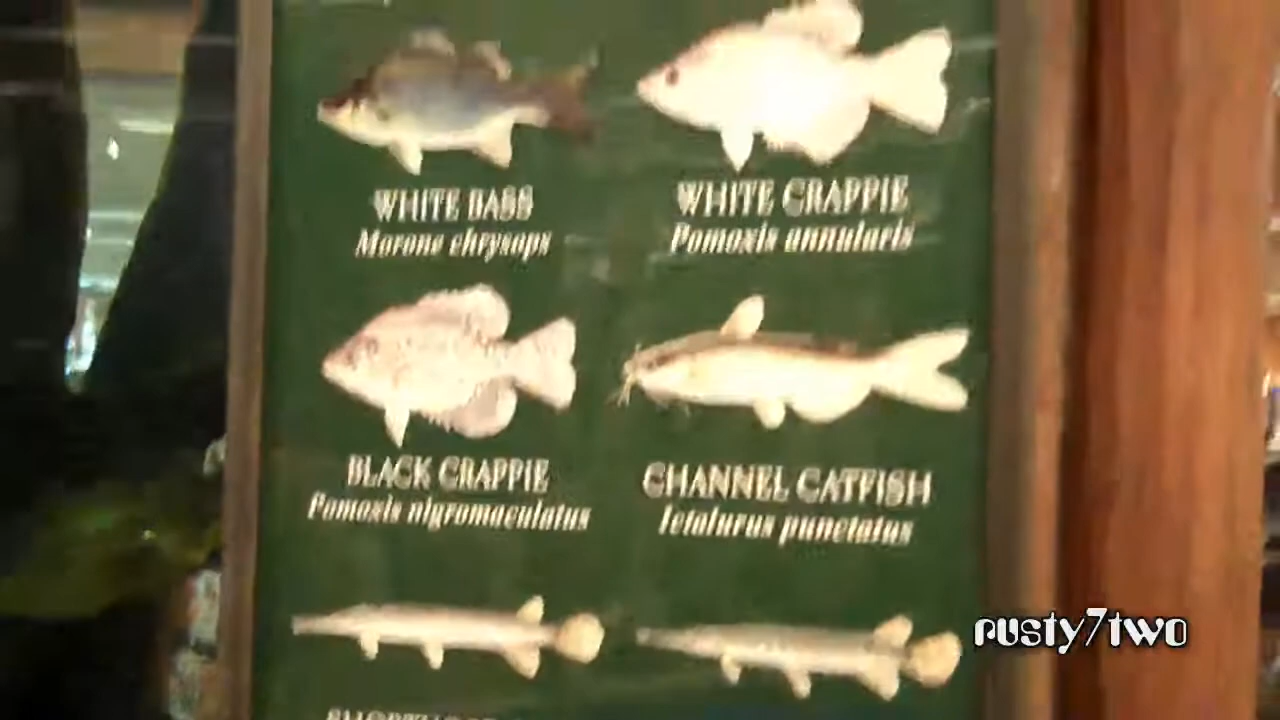 WHITE BASS
Morone chrysops
WHITE CRAPPIE
Pomoxis annularis
BLACK CRAPPIE
Pomoxis nigromaculatus
CHANNEL CATFISH
Ictalurus punctatus
rusty7two